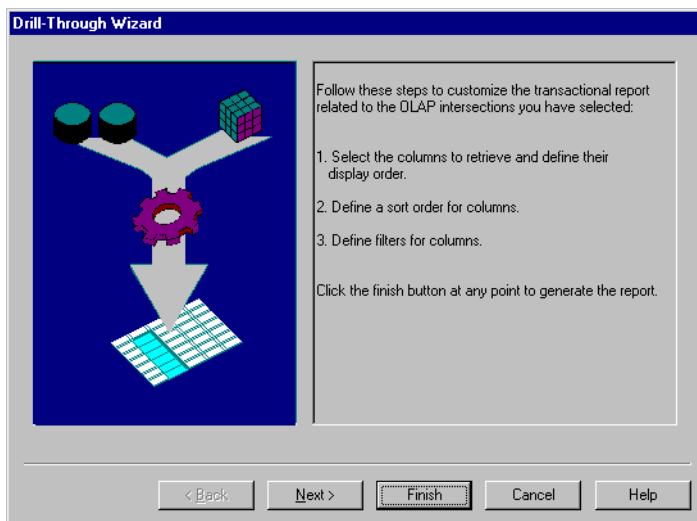 Drill-Through Wizard
Follow these steps to customize the transactional report
related to the OLAP intersections you have selected:
1. Select the columns to retrieve and define their
display order.
2. Define a sort order for columns.
3. Define filters for columns.
Click the finish button at any point to generate the report.
< Back
Next >
Finish
Cancel
Help